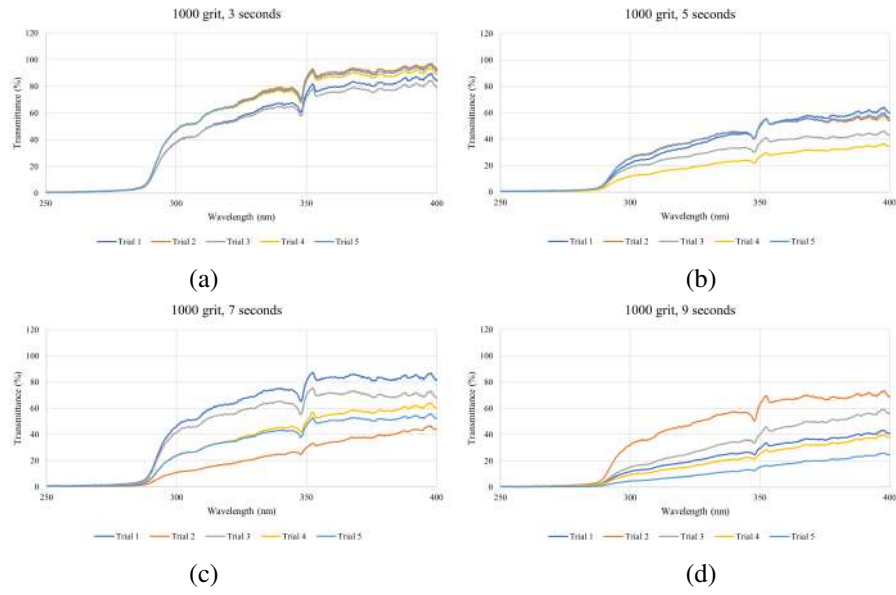 1000 grit, 3 seconds
Transmittance (%)
120
100
80
60
40
20
0
250
300
350
400
Wavelength (nm)
Trial 1 Trial 2 Trial 3 Trial 4 Trial 5
(a)
1000 grit, 5 seconds
Transmittance (%)
120
100
80
60
40
20
0
250
300
350
400
Wavelength (nm)
Trial 1 Trial 2 Trial 3 Trial 4 Trial 5
(b)
1000 grit, 7 seconds
Transmittance (%)
120
100
80
60
40
20
0
250
300
350
400
Wavelength (nm)
Trial 1 Trial 2 Trial 3 Trial 4 Trial 5
(c)
1000 grit, 9 seconds
Transmittance (%)
120
100
80
60
40
20
0
250
300
350
400
Wavelength (nm)
Trial 1 Trial 2 Trial 3 Trial 4 Trial 5
(d)